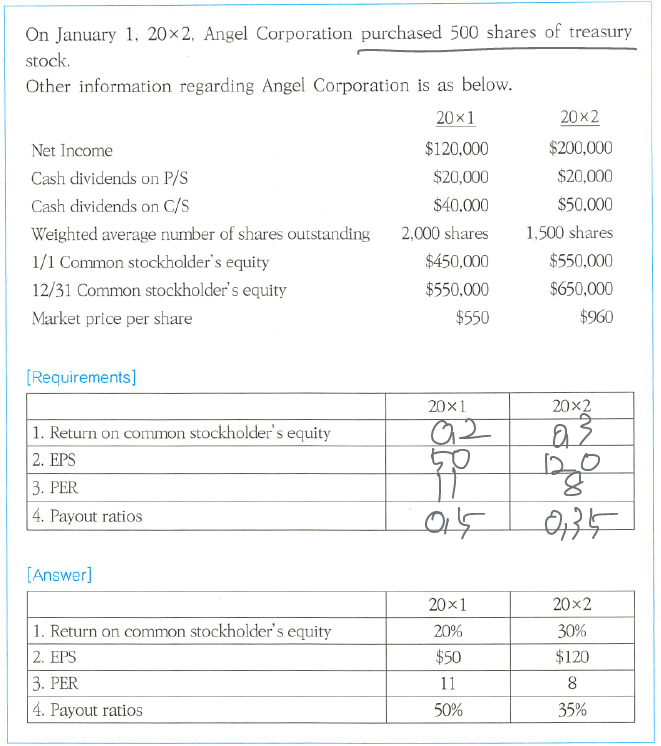 On January 1, 20×2, Angel Corporation purchased 500 shares of treasury
stock.
Other information regarding Angel Corporation is as below.
20×1 20×2
Net Income $120,000 $200,000
Cash dividends on P/S $20,000 $20,000
Cash dividends on C/S $40,000 $50,000
Weighted average number of shares outstanding 2,000 shares 1,500 shares
1/1 Common stockholder's equity $450,000 $550,000
12/31 Common stockholder's equity $550,000 $650,000
Market price per share $550 $960
[Requirements]
20×1 20×2
1. Return on common stockholder's equity 0.2 0.3
2. EPS 50 120
3. PER 11 8
4. Payout ratios 0.5 0.35
[Answer]
20×1 20×2
1. Return on common stockholder's equity 20% 30%
2. EPS $50 $120
3. PER 11 8
4. Payout ratios 50% 35%